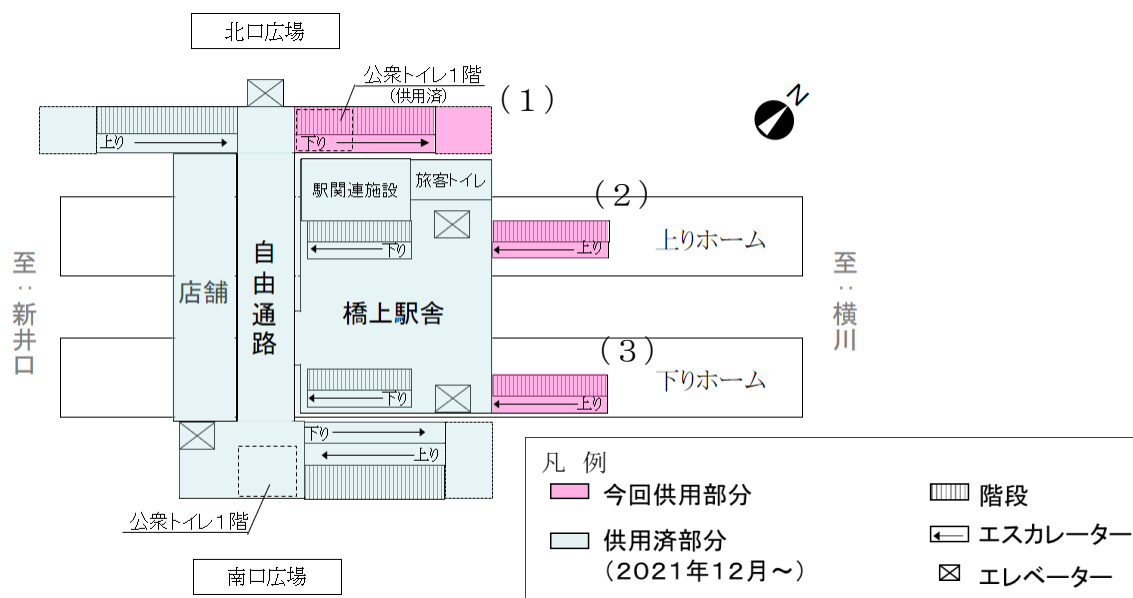 北口広場
公衆トイレ1階
(供用済)
(1)
N
上り
下り
駅関連施設
旅客トイレ
(2)
下り
上り
上りホーム
至:新井口
店舗
自由通路
橋上駅舎
至:横川
(3)
下り
上り
下りホーム
下り
上り
公衆トイレ1階
南口広場
凡 例
今回供用部分
供用済部分
(2021年12月~)
階段
エスカレーター
エレベーター